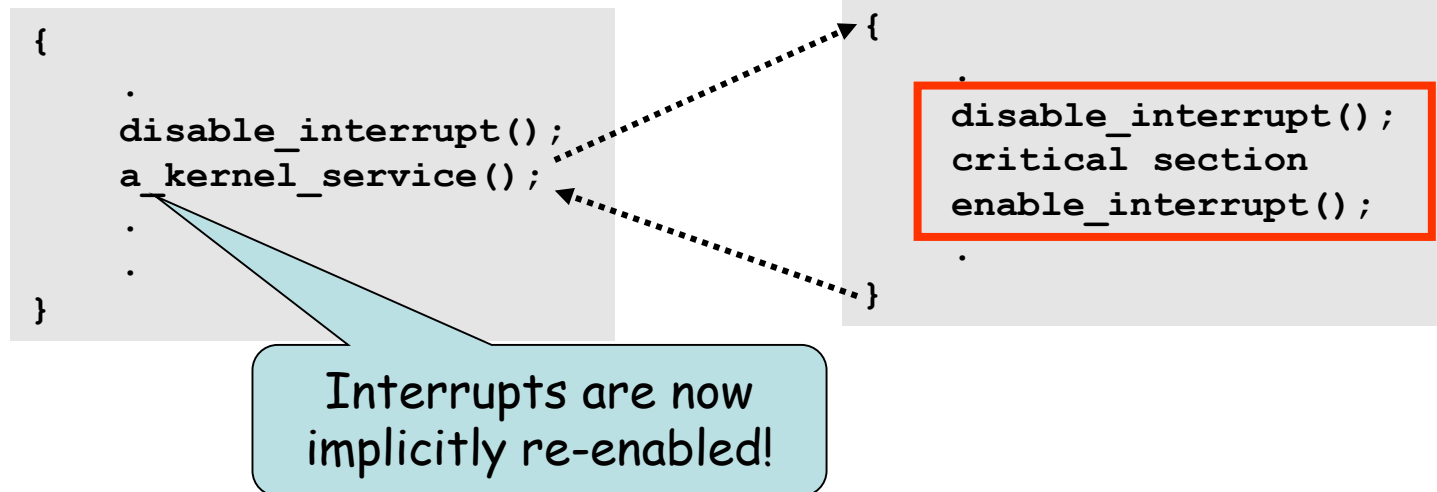 {
.
disable_interrupt();
a_kernel_service();
.
.
}
{
.
disable_interrupt();
critical section
enable_interrupt();
.
}
Interrupts are now
implicitly re-enabled!